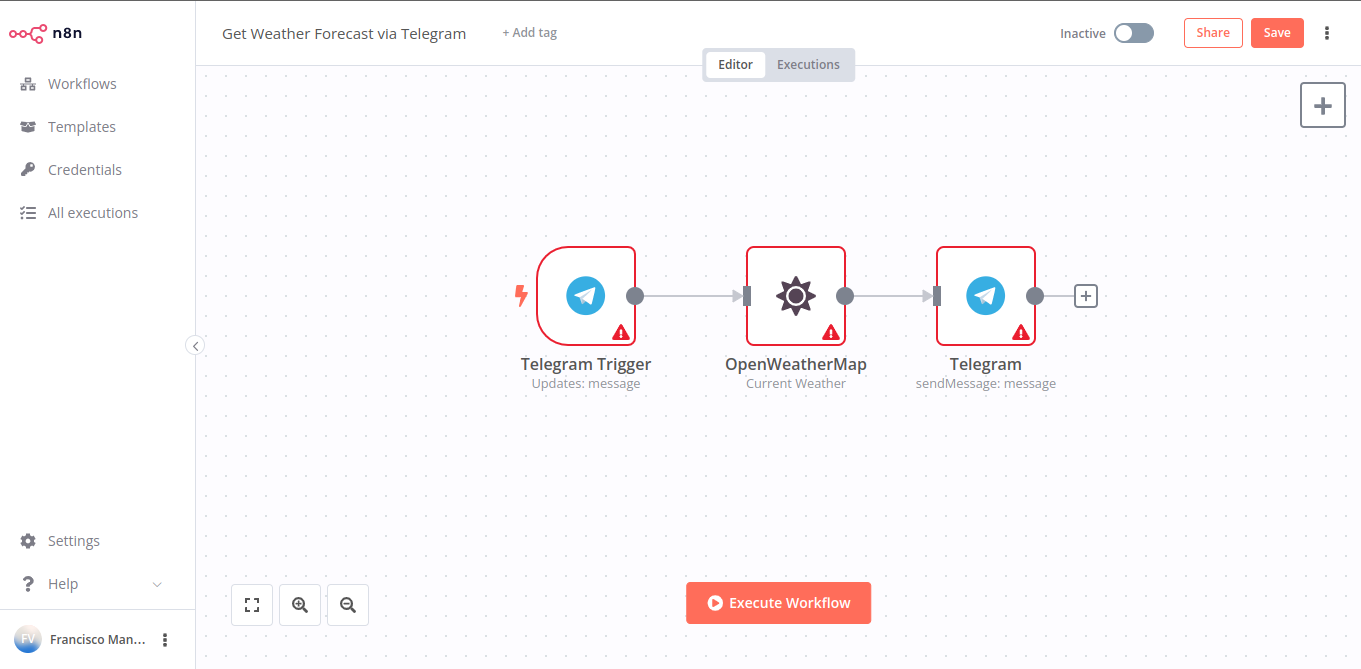 n8n
Get Weather Forecast via Telegram
+ Add tag
Inactive
Share
Save
Editor
Executions
Workflows
Templates
Credentials
All executions
Telegram Trigger
Updates: message
OpenWeatherMap
Current Weather
Telegram
sendMessage: message
Settings
Help
Execute Workflow
FV
Francisco Man...